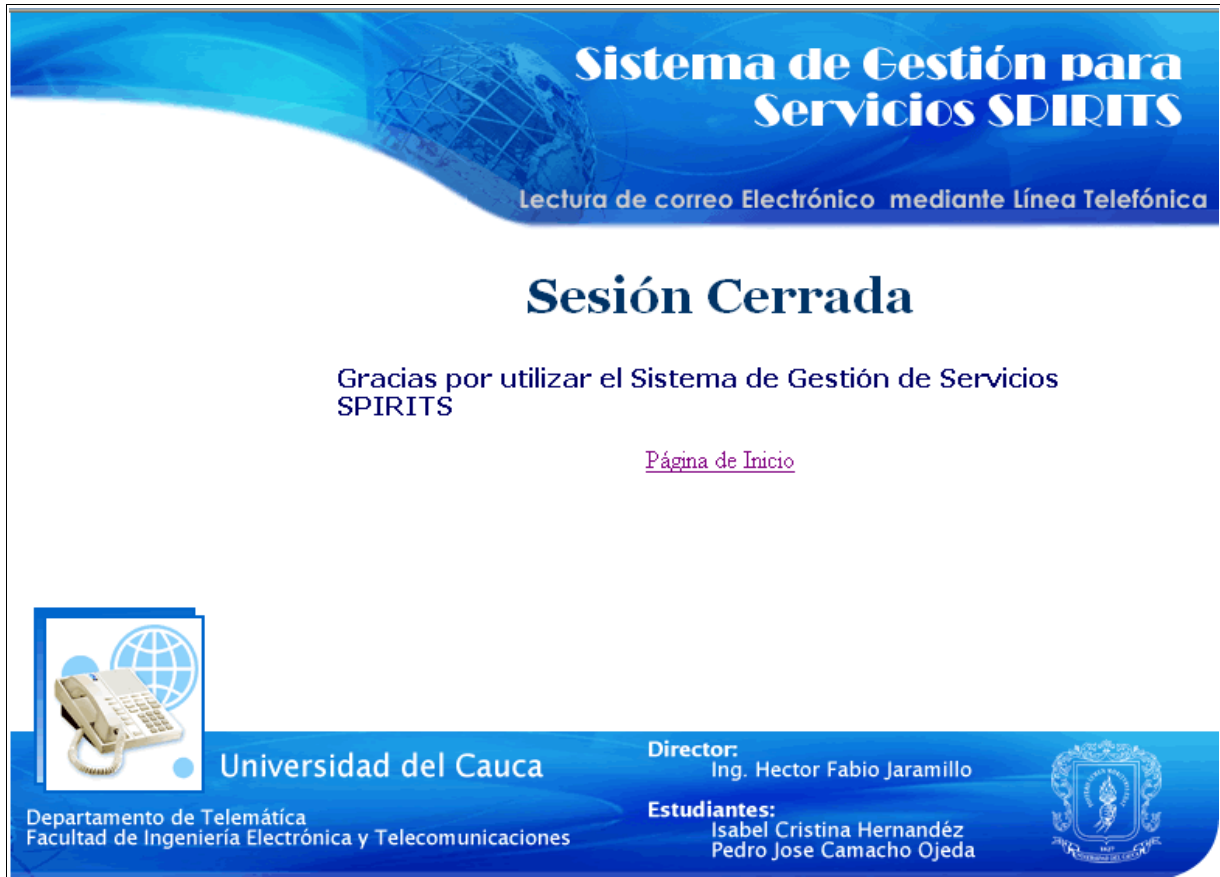 Sistema de Gestión para
Servicios SPIRITS
Lectura de correo Electrónico mediante Línea Telefónica
Sesión Cerrada
Gracias por utilizar el Sistema de Gestión de Servicios
SPIRITS
Página de Inicio
Universidad del Cauca
Departamento de Telemátíca
Facultad de Ingeniería Electrónica y Telecomunicaciones
Director:
Ing. Hector Fabio Jaramillo
Estudiantes:
Isabel Cristina Hernandéz
Pedro Jose Camacho Ojeda